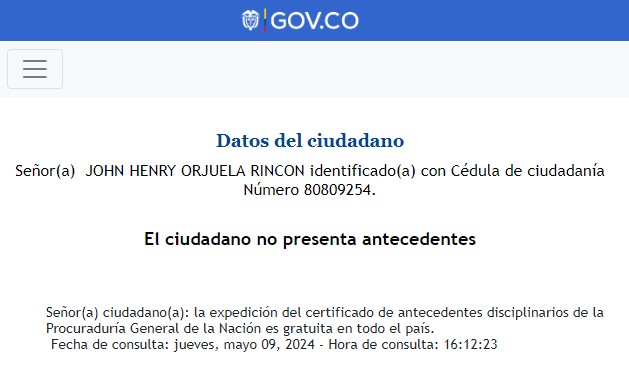 GOV.CO
Datos del ciudadano
Señor(a) JOHN HENRY ORJUELA RINCON identificado(a) con Cédula de ciudadanía
Número 80809254.
El ciudadano no presenta antecedentes
Señor(a) ciudadano(a): la expedición del certificado de antecedentes disciplinarios de la
Procuraduría General de la Nación es gratuita en todo el país.
Fecha de consulta: jueves, mayo 09, 2024 - Hora de consulta: 16:12:23